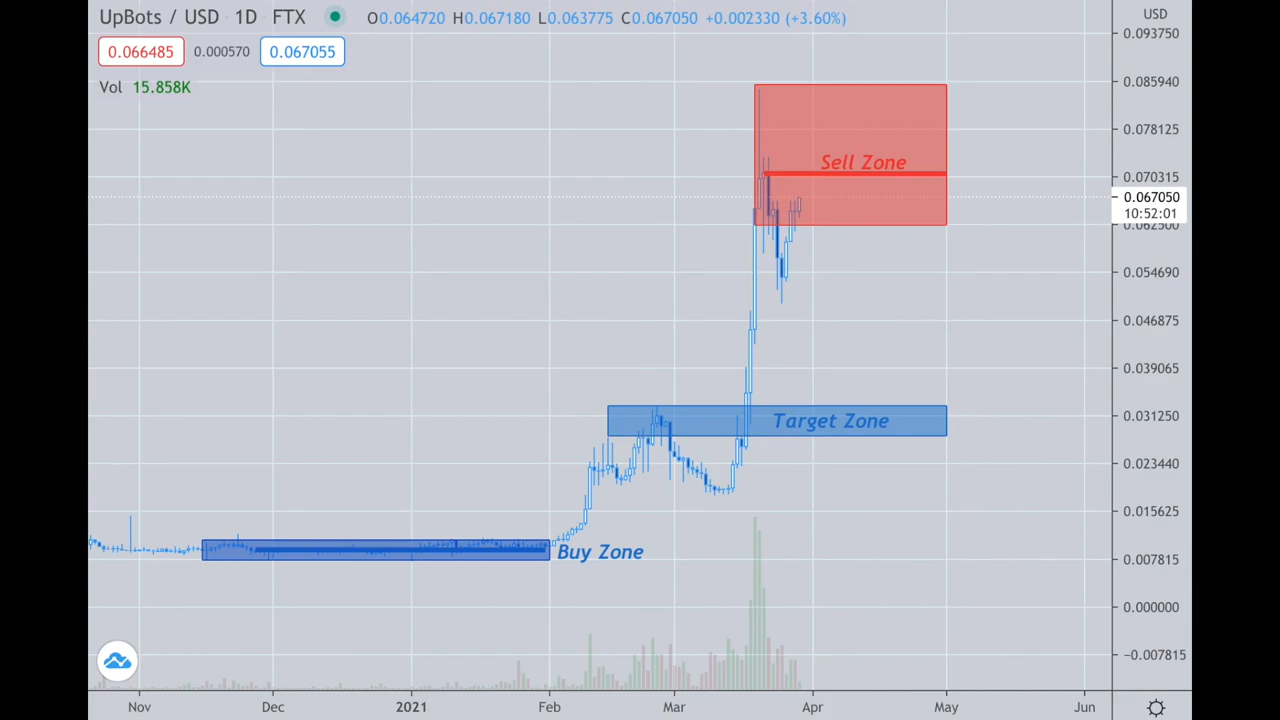 UpBots / USD 1D FTX O0.064720 H0.067180 L0.063775 C0.067050 +0.002330 (+3.60%)
0.066485 0.000570 0.067055
Vol 15.858K
USD
0.093750
0.085940
0.078125
0.070315
0.067050
10:52:01
0.062500
0.054690
0.046875
0.039065
0.031250
0.023440
0.015625
0.007815
0.000000
−0.007815
Sell Zone
Target Zone
Buy Zone
Nov Dec 2021 Feb Mar Apr May Jun